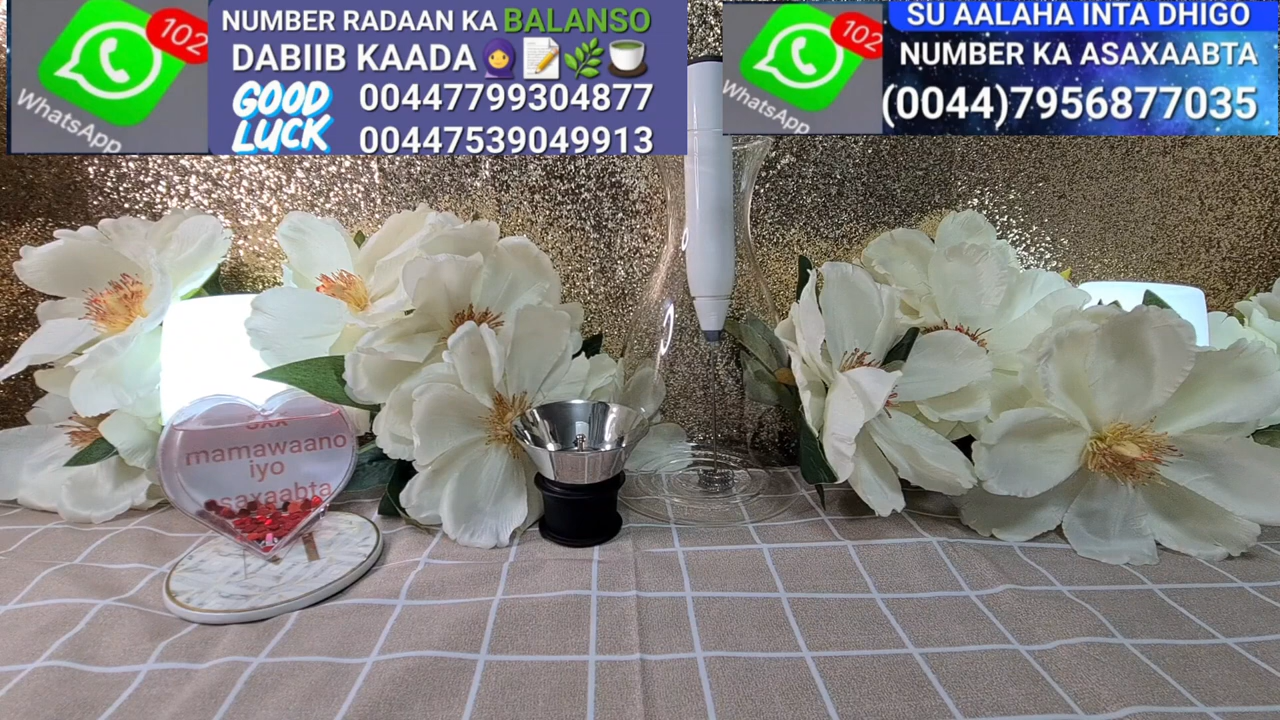 102
WhatsApp
NUMBER RADAAN KA BALANSO
DABIIB KAADA
GOOD
LUCK
00447799304877
00447539049913
102
WhatsApp
SU AALAHA INTA DHIGO
NUMBER KA ASAXAABTA
(0044)7956877035
mamawaano
iyo
saxaabta